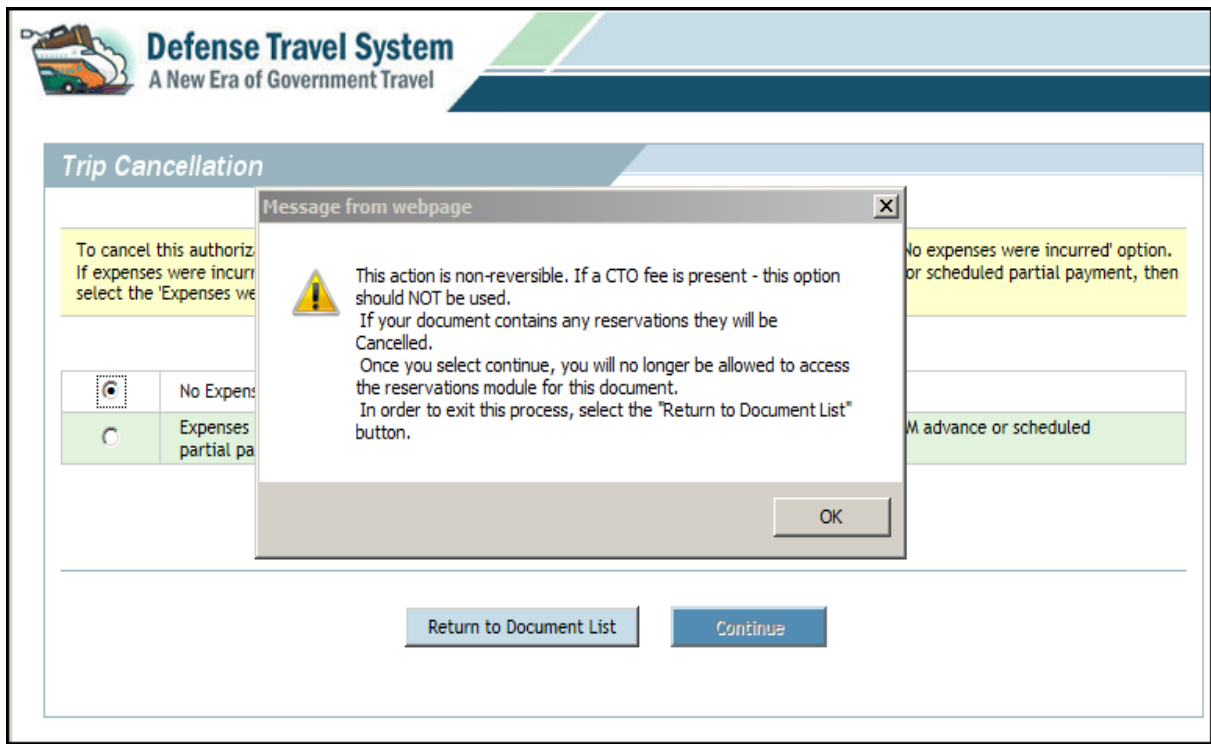 Defense Travel System
A New Era of Government Travel
Trip Cancellation
Message from webpage
To cancel this authoriz
No expenses were incurred' option.
If expenses were incurr
or scheduled partial payment, then
select the 'Expenses we
This action is non-reversible. If a CTO fee is present - this option
should NOT be used.
If your document contains any reservations they will be
Cancelled.
Once you select continue, you will no longer be allowed to access
the reservations module for this document.
In order to exit this process, select the "Return to Document List"
button.
No Expens
Expenses
M advance or scheduled
partial pa
OK
Return to Document List
Continue